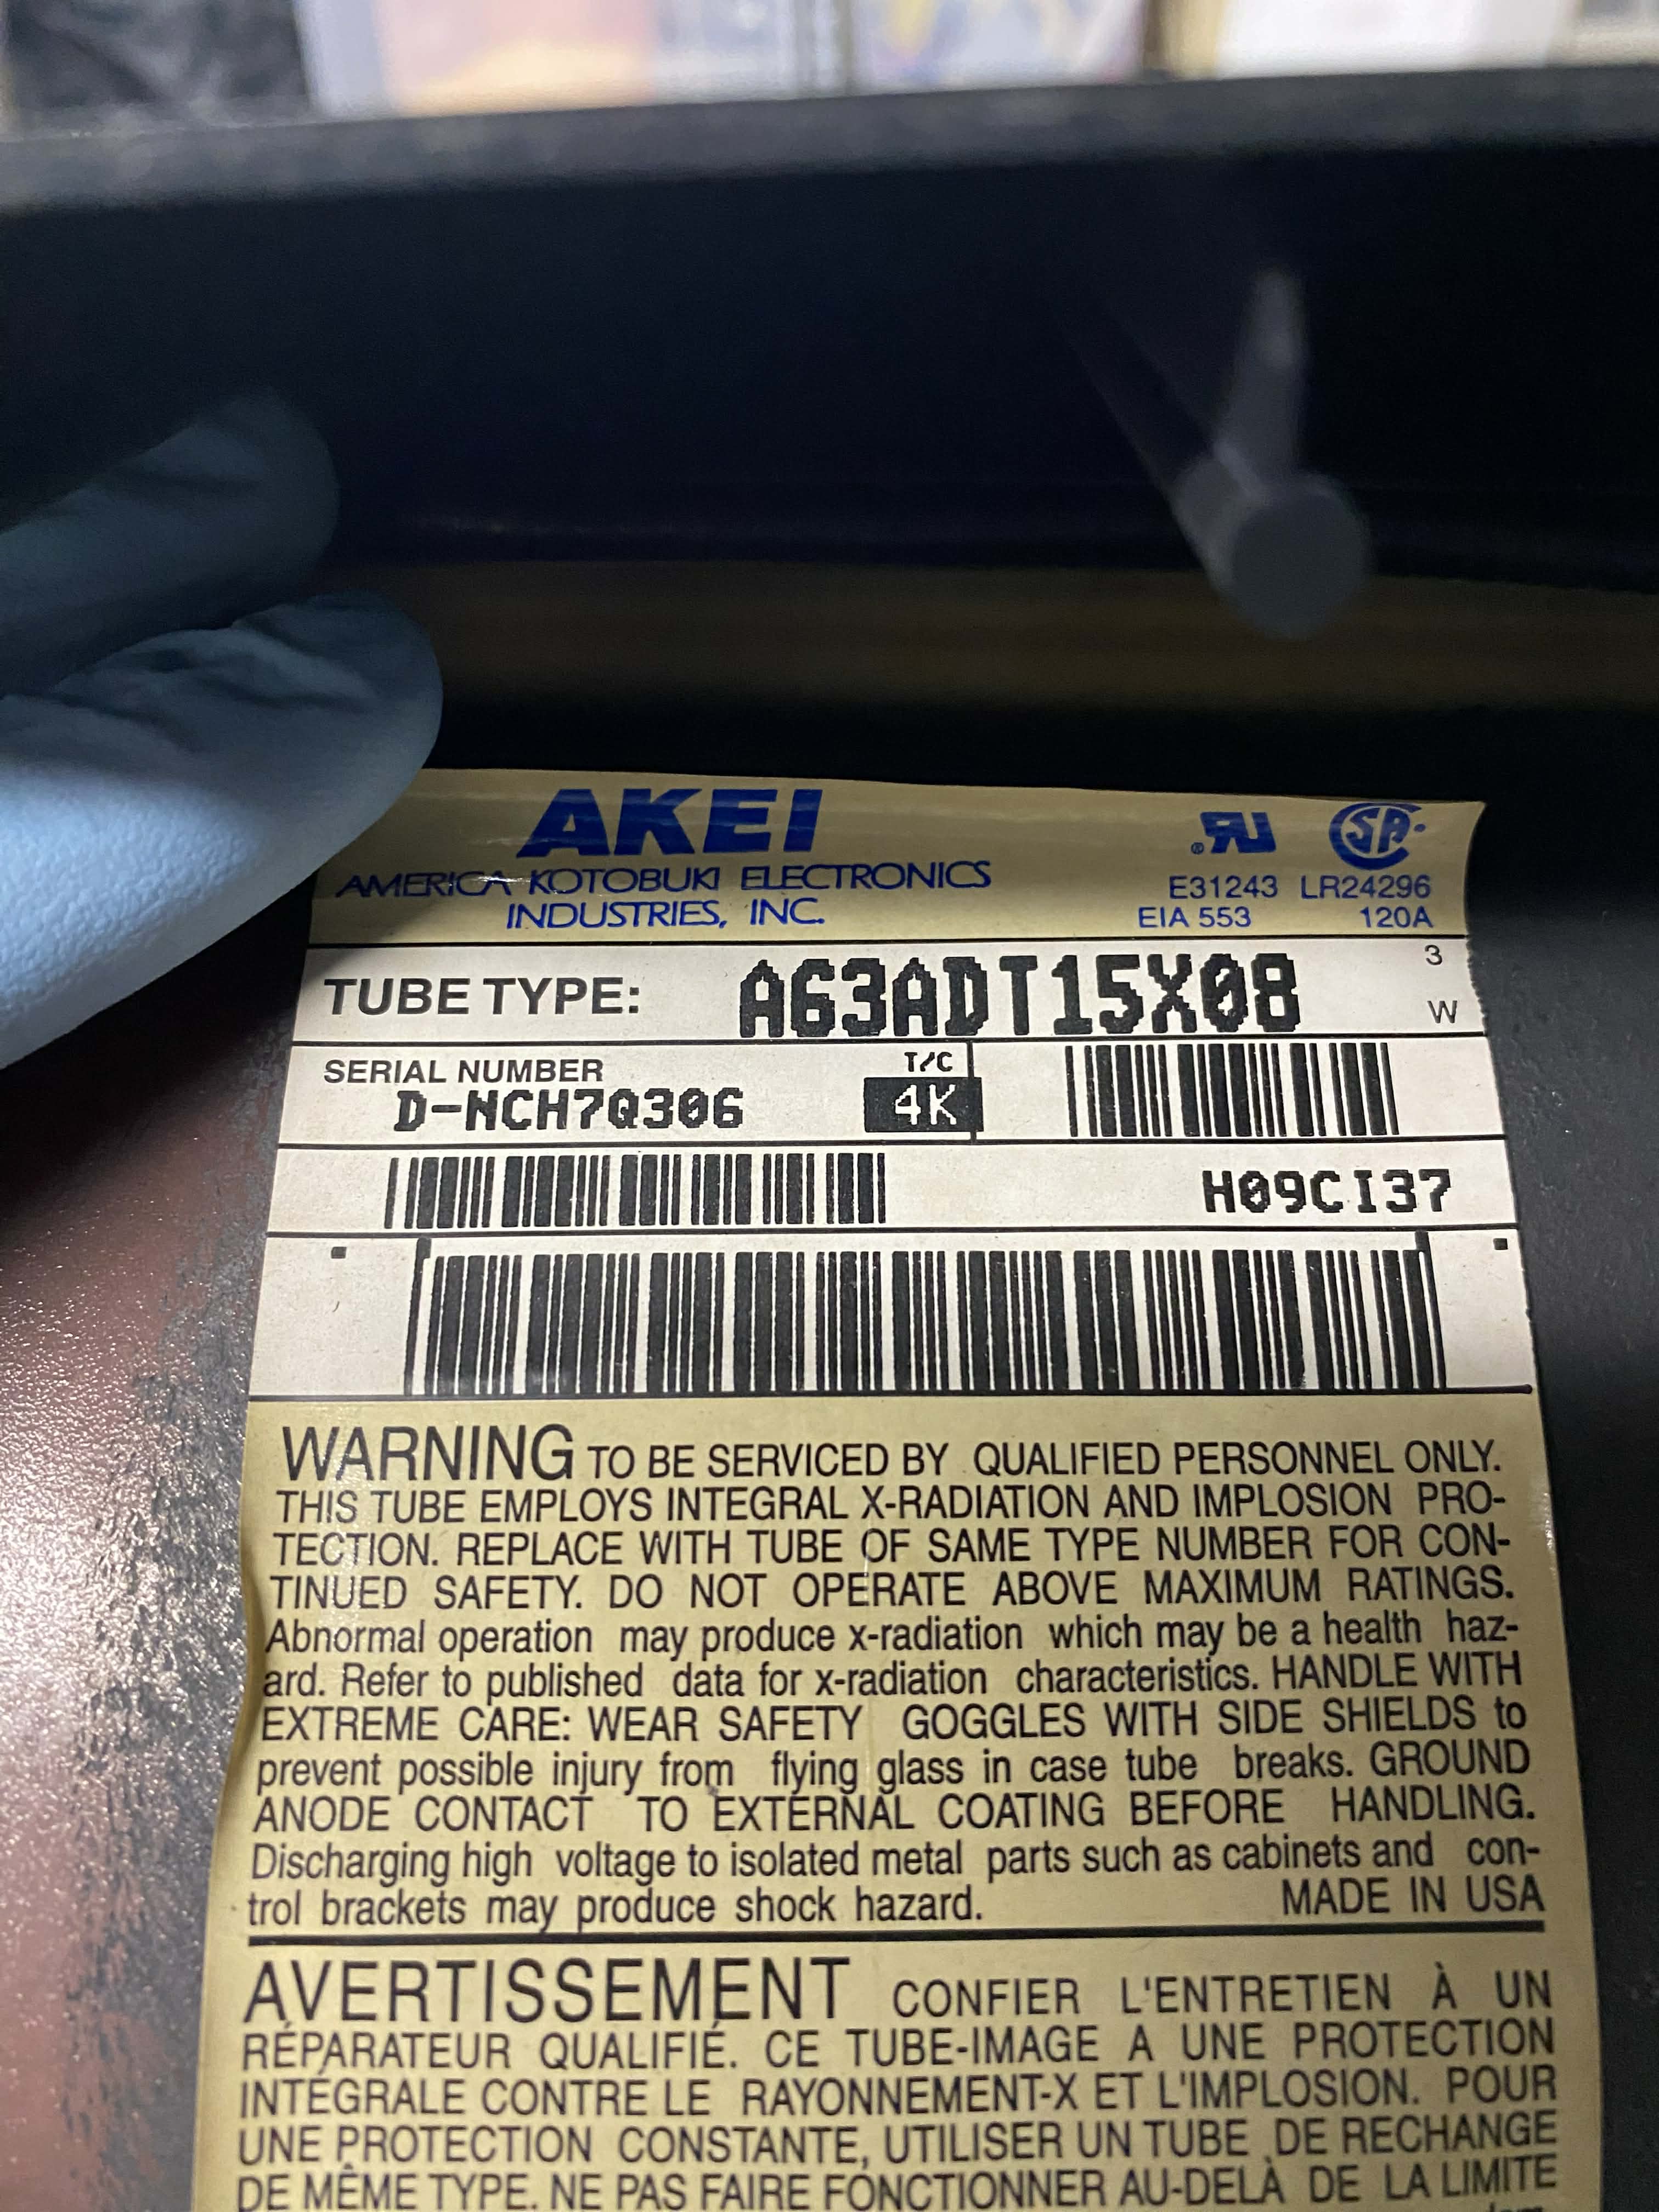 AKEI
AMERICA KOTOBUKI ELECTRONICS
INDUSTRIES, INC.
E31243 LR24296
EIA 553 120A
TUBE TYPE: A63ADT15X08
3
W
SERIAL NUMBER
D-NCH7Q306
T/C
4K
H09CI37
WARNING TO BE SERVICED BY QUALIFIED PERSONNEL ONLY.
THIS TUBE EMPLOYS INTEGRAL X-RADIATION AND IMPLOSION PRO-
TECTION. REPLACE WITH TUBE OF SAME TYPE NUMBER FOR CON-
TINUED SAFETY. DO NOT OPERATE ABOVE MAXIMUM RATINGS.
Abnormal operation may produce x-radiation which may be a health haz-
ard. Refer to published data for x-radiation characteristics. HANDLE WITH
EXTREME CARE: WEAR SAFETY GOGGLES WITH SIDE SHIELDS to
prevent possible injury from flying glass in case tube breaks. GROUND
ANODE CONTACT TO EXTERNAL COATING BEFORE HANDLING.
Discharging high voltage to isolated metal parts such as cabinets and con-
trol brackets may produce shock hazard. MADE IN USA
AVERTISSEMENT CONFIER L'ENTRETIEN À UN
RÉPARATEUR QUALIFIÉ. CE TUBE-IMAGE A UNE PROTECTION
INTÉGRALE CONTRE LE RAYONNEMENT-X ET L'IMPLOSION. POUR
UNE PROTECTION CONSTANTE, UTILISER UN TUBE DE RECHANGE
DE MÊME TYPE. NE PAS FAIRE FONCTIONNER AU-DELÀ DE LA LIMITE